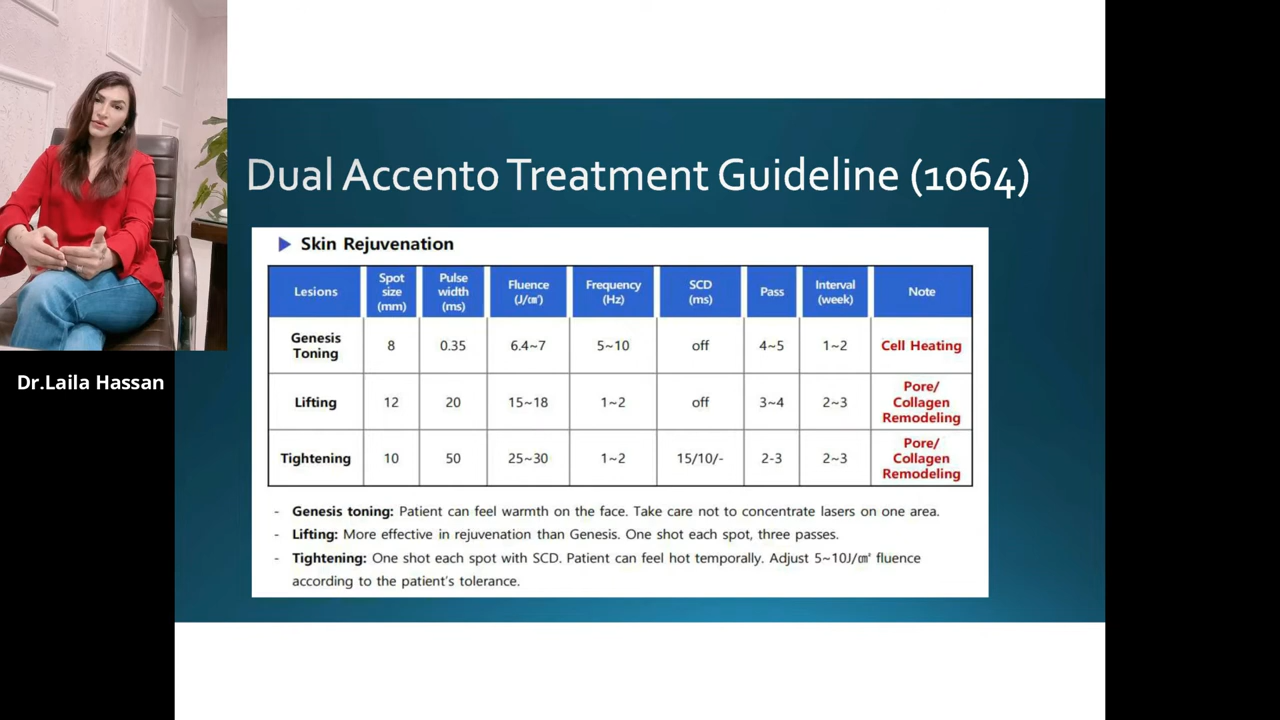 Dual Accento Treatment Guideline (1064)
▶ Skin Rejuvenation
Lesions Spot size (mm) Pulse width (ms) Fluence (J/㎠) Frequency (Hz) SCD (ms) Pass Interval (week) Note
Genesis Toning 8 0.35 6.4~7 5~10 off 4~5 1~2 Cell Heating
Lifting 12 20 15~18 1~2 off 3~4 2~3 Pore/ Collagen Remodeling
Tightening 10 50 25~30 1~2 15/10/- 2-3 2~3 Pore/ Collagen Remodeling
- Genesis toning: Patient can feel warmth on the face. Take care not to concentrate lasers on one area.
- Lifting: More effective in rejuvenation than Genesis. One shot each spot, three passes.
- Tightening: One shot each spot with SCD. Patient can feel hot temporally. Adjust 5~10J/㎠ fluence
according to the patient's tolerance.
Dr.Laila Hassan